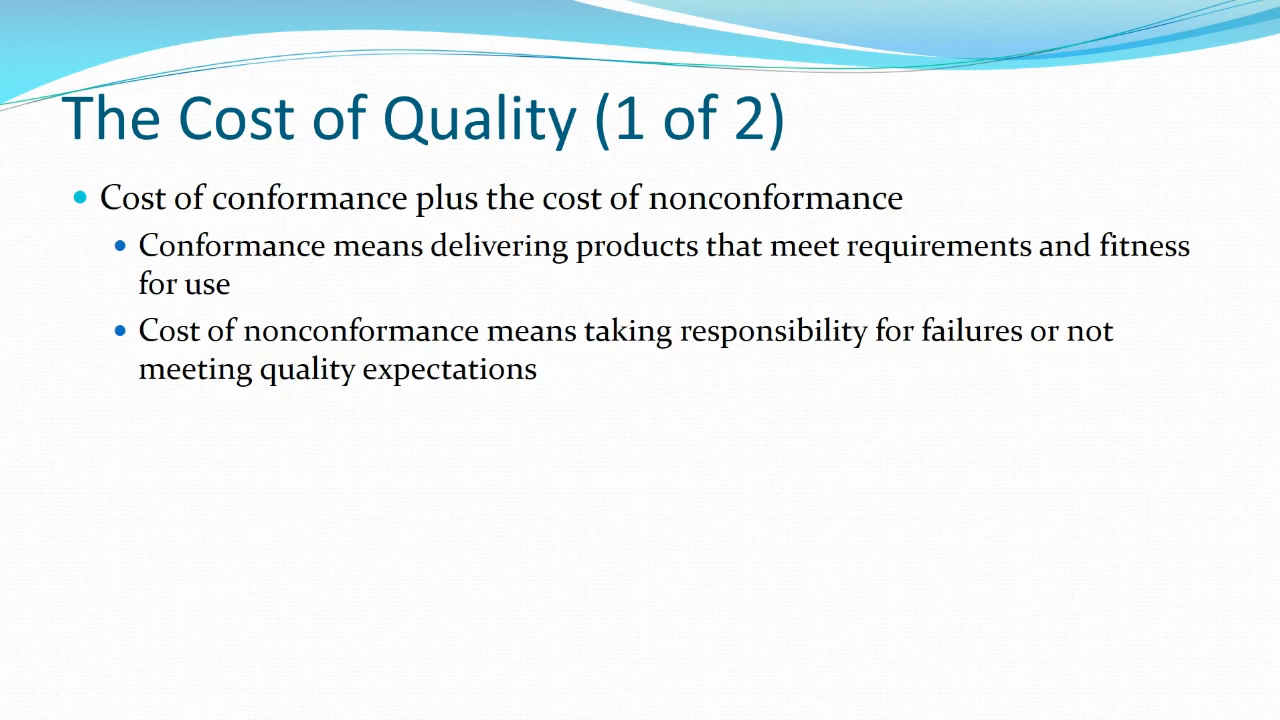 The Cost of Quality (1 of 2)
• Cost of conformance plus the cost of nonconformance
• Conformance means delivering products that meet requirements and fitness
for use
• Cost of nonconformance means taking responsibility for failures or not
meeting quality expectations